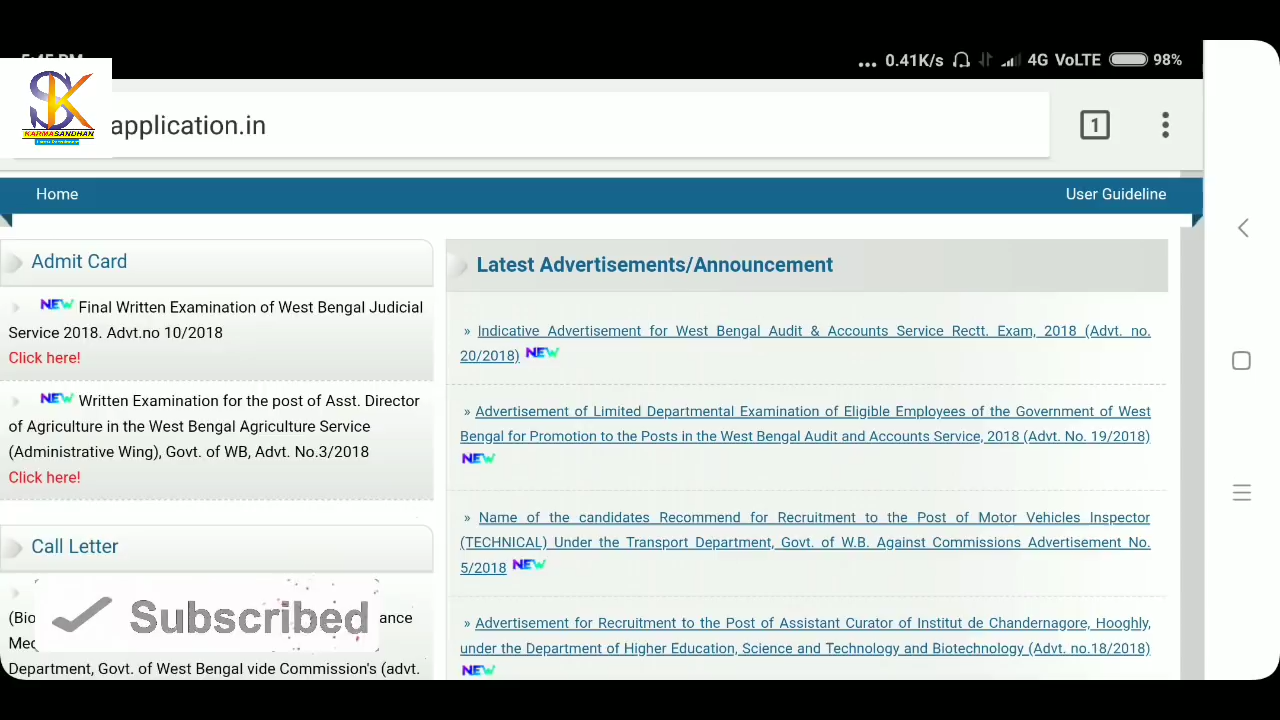 0.41K/s 4G VoLTE 98%
KARMASANDHAN
application.in
1
Home
User Guideline
Admit Card
NEW Final Written Examination of West Bengal Judicial
Service 2018. Advt.no 10/2018
Click here!
NEW Written Examination for the post of Asst. Director
of Agriculture in the West Bengal Agriculture Service
(Administrative Wing), Govt. of WB, Advt. No.3/2018
Click here!
Call Letter
(Bio
ance
Med
Department, Govt. of West Bengal vide Commission's (advt.
Subscribed
Latest Advertisements/Announcement
» Indicative Advertisement for West Bengal Audit & Accounts Service Rectt. Exam, 2018 (Advt. no.
20/2018) NEW
» Advertisement of Limited Departmental Examination of Eligible Employees of the Government of West
Bengal for Promotion to the Posts in the West Bengal Audit and Accounts Service, 2018 (Advt. No. 19/2018)
NEW
» Name of the candidates Recommend for Recruitment to the Post of Motor Vehicles Inspector
(TECHNICAL) Under the Transport Department, Govt. of W.B. Against Commissions Advertisement No.
5/2018 NEW
» Advertisement for Recruitment to the Post of Assistant Curator of Institut de Chandernagore, Hooghly,
under the Department of Higher Education, Science and Technology and Biotechnology (Advt. no.18/2018)
NEW